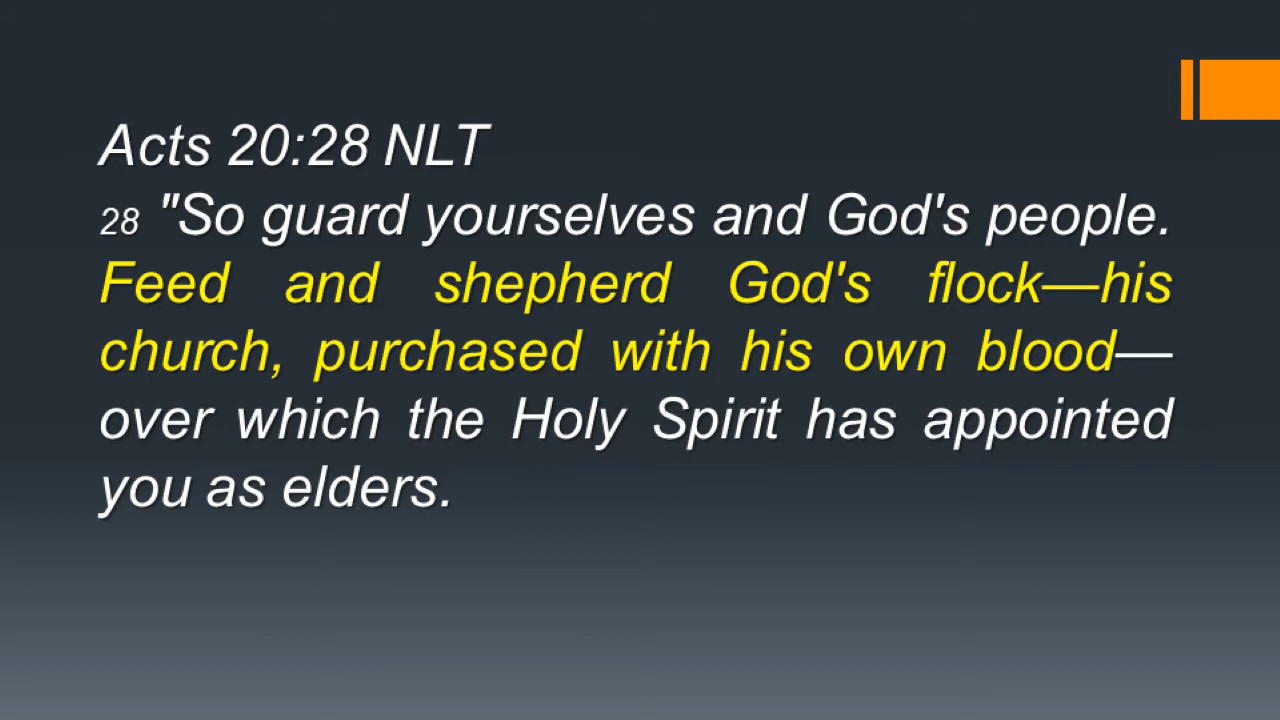 Acts 20:28 NLT
28 "So guard yourselves and God's people.
Feed and shepherd God's flock—his
church, purchased with his own blood—
over which the Holy Spirit has appointed
you as elders.